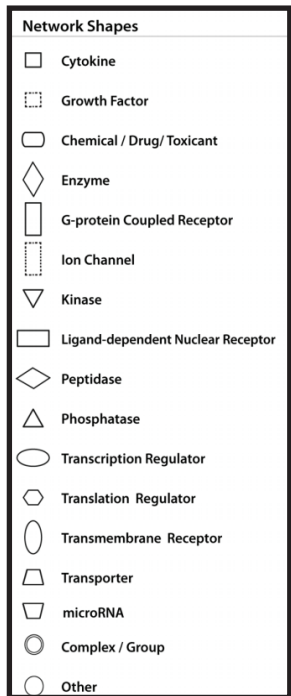 Network Shapes
Cytokine
Growth Factor
Chemical / Drug/ Toxicant
Enzyme
G-protein Coupled Receptor
Ion Channel
Kinase
Ligand-dependent Nuclear Receptor
Peptidase
Phosphatase
Transcription Regulator
Translation Regulator
Transmembrane Receptor
Transporter
microRNA
Complex / Group
Other